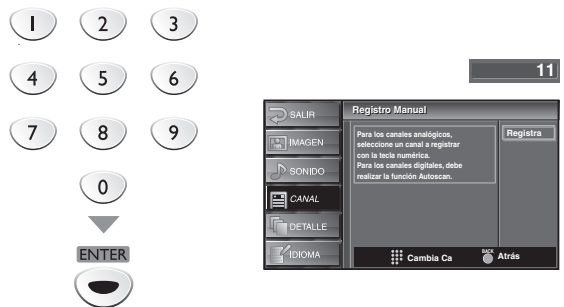 1 2 3
4 5 6
7 8 9
0
ENTER
11
SALIR
IMAGEN
SONIDO
CANAL
DETALLE
IDIOMA
Registro Manual
Para los canales analógicos,
seleccione un canal a registrar
con la tecla numérica.
Para los canales digitales, debe
realizar la función Autoscan.
Registra
Cambia Ca
BACK
Atrás